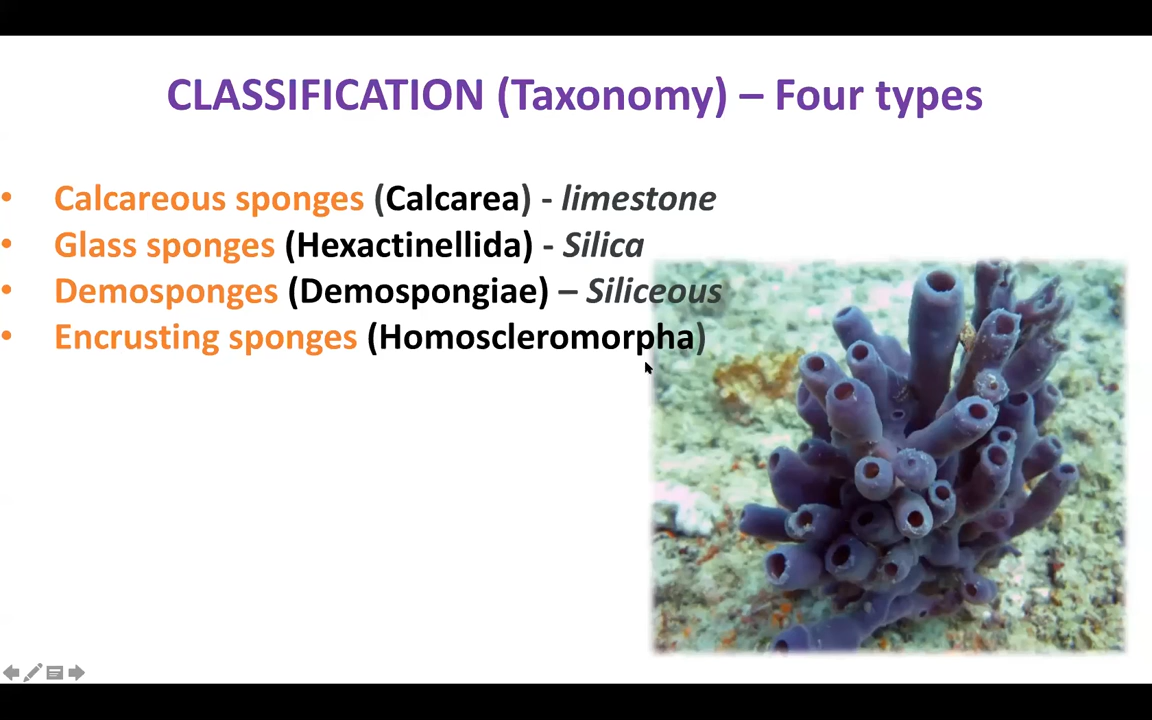 CLASSIFICATION (Taxonomy) – Four types
• Calcareous sponges (Calcarea) - limestone
• Glass sponges (Hexactinellida) - Silica
• Demosponges (Demospongiae) – Siliceous
• Encrusting sponges (Homoscleromorpha)